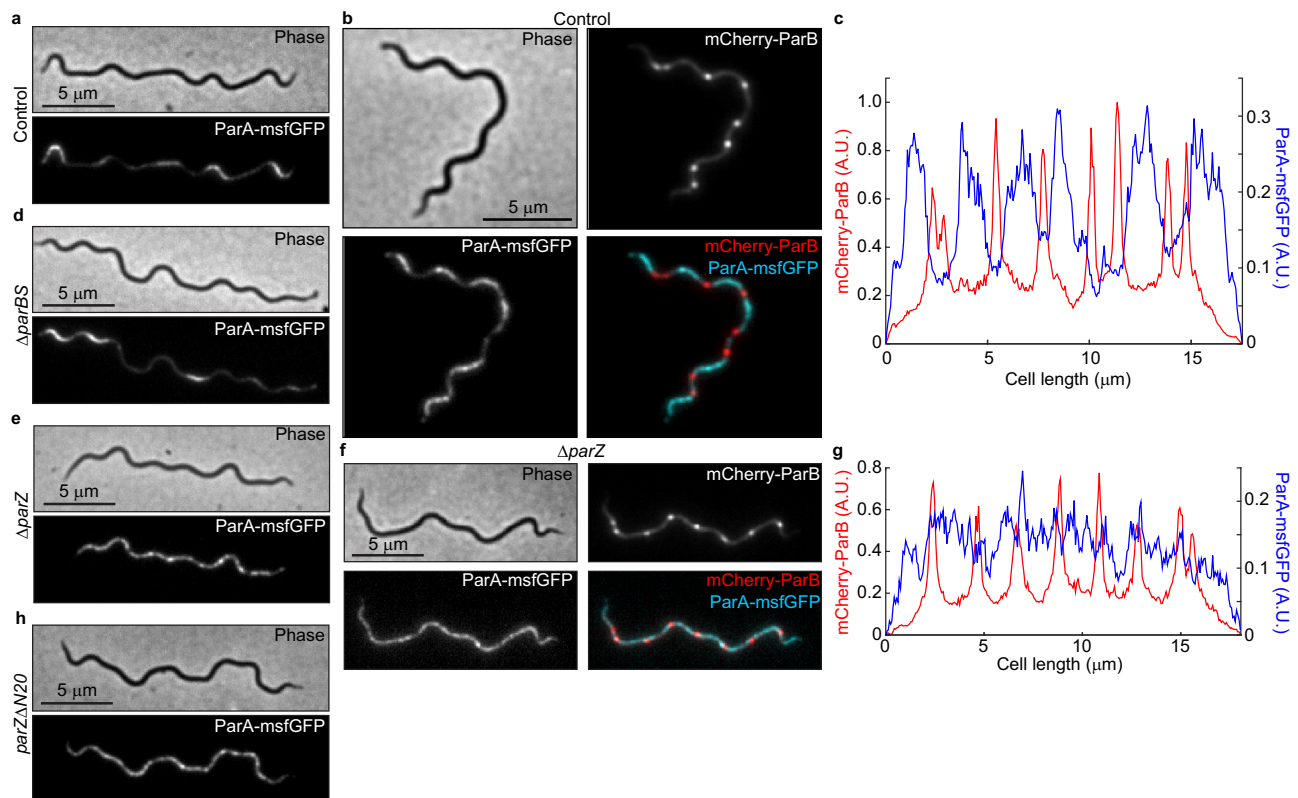 a
Phase
5 μm
ParA-msfGFP
Control
b
Control
Phase
5 μm
mCherry-ParB
ParA-msfGFP
mCherry-ParB
ParA-msfGFP
c
mCherry-ParB (A.U.)
1.0
0.8
0.6
0.4
0.2
0
0.3
0.2
0.1
0
ParA-msfGFP (A.U.)
0 5 10 15
Cell length (μm)
d
Phase
5 μm
ParA-msfGFP
ΔparBS
e
Phase
5 μm
ParA-msfGFP
ΔparZ
f
ΔparZ
Phase
5 μm
mCherry-ParB
ParA-msfGFP
mCherry-ParB
ParA-msfGFP
g
mCherry-ParB (A.U.)
0.8
0.6
0.4
0.2
0
0.2
0.1
0
ParA-msfGFP (A.U.)
0 5 10 15
Cell length (μm)
h
Phase
5 μm
ParA-msfGFP
parZΔN20